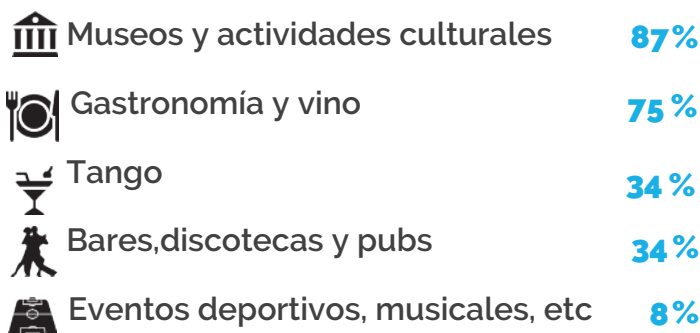 Museos y actividades culturales 87%
Gastronomía y vino 75 %
Tango 34 %
Bares,discotecas y pubs 34 %
Eventos deportivos, musicales, etc 8%